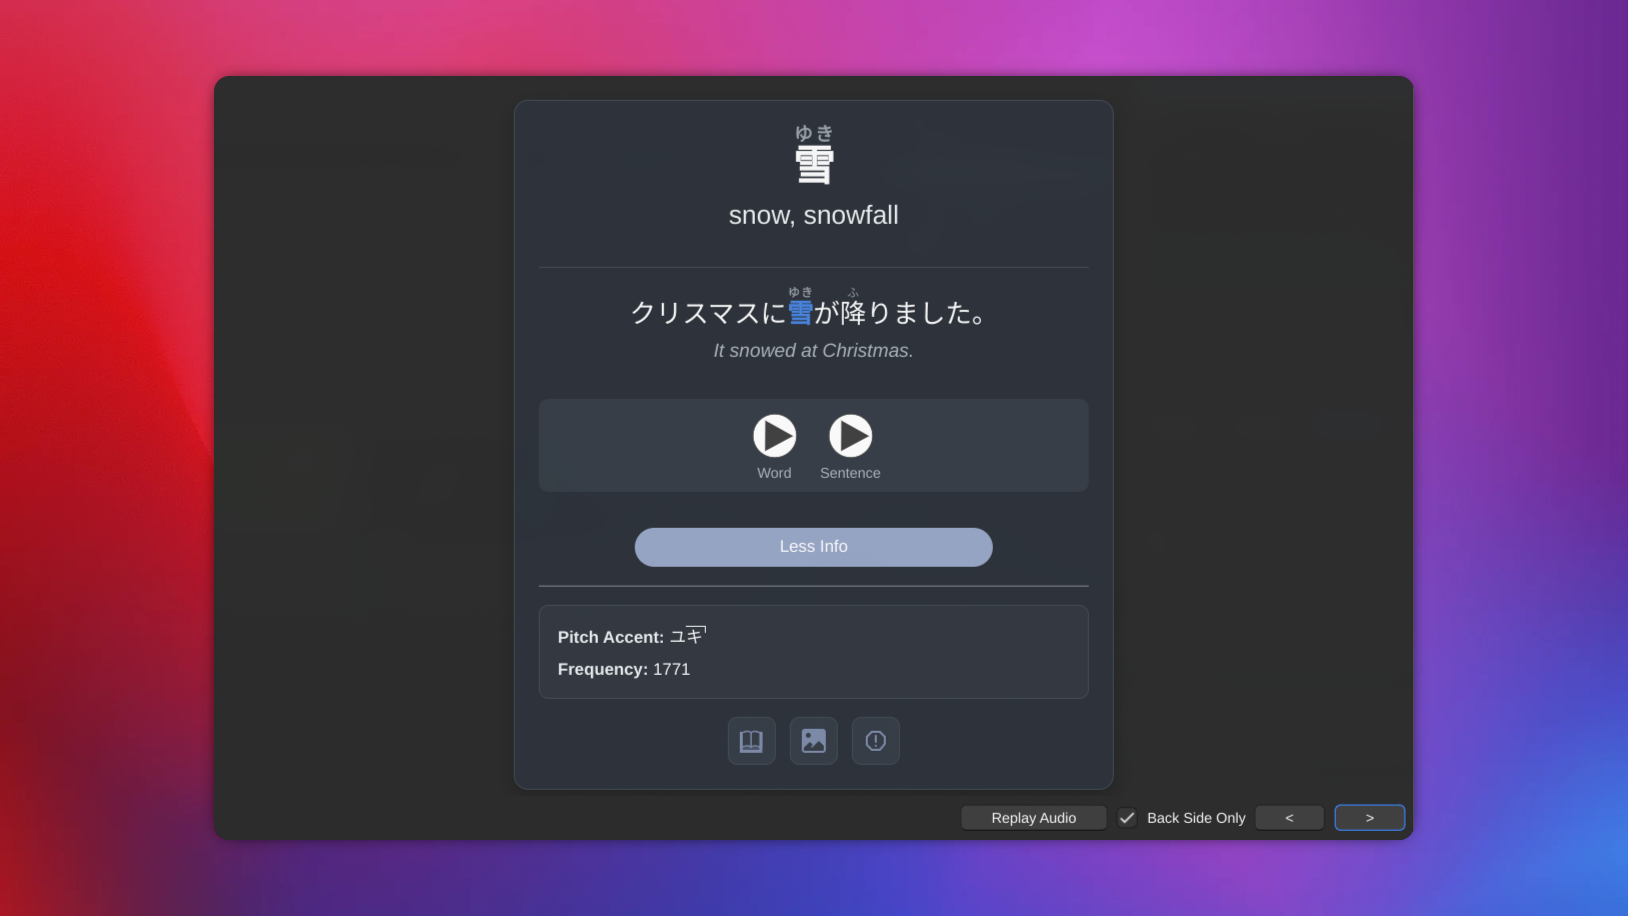 ゆき
雪
snow, snowfall
ゆき ふ
クリスマスに雪が降りました。
It snowed at Christmas.
Word Sentence
Less Info
Pitch Accent: ユキ
Frequency: 1771
Replay Audio Back Side Only < >